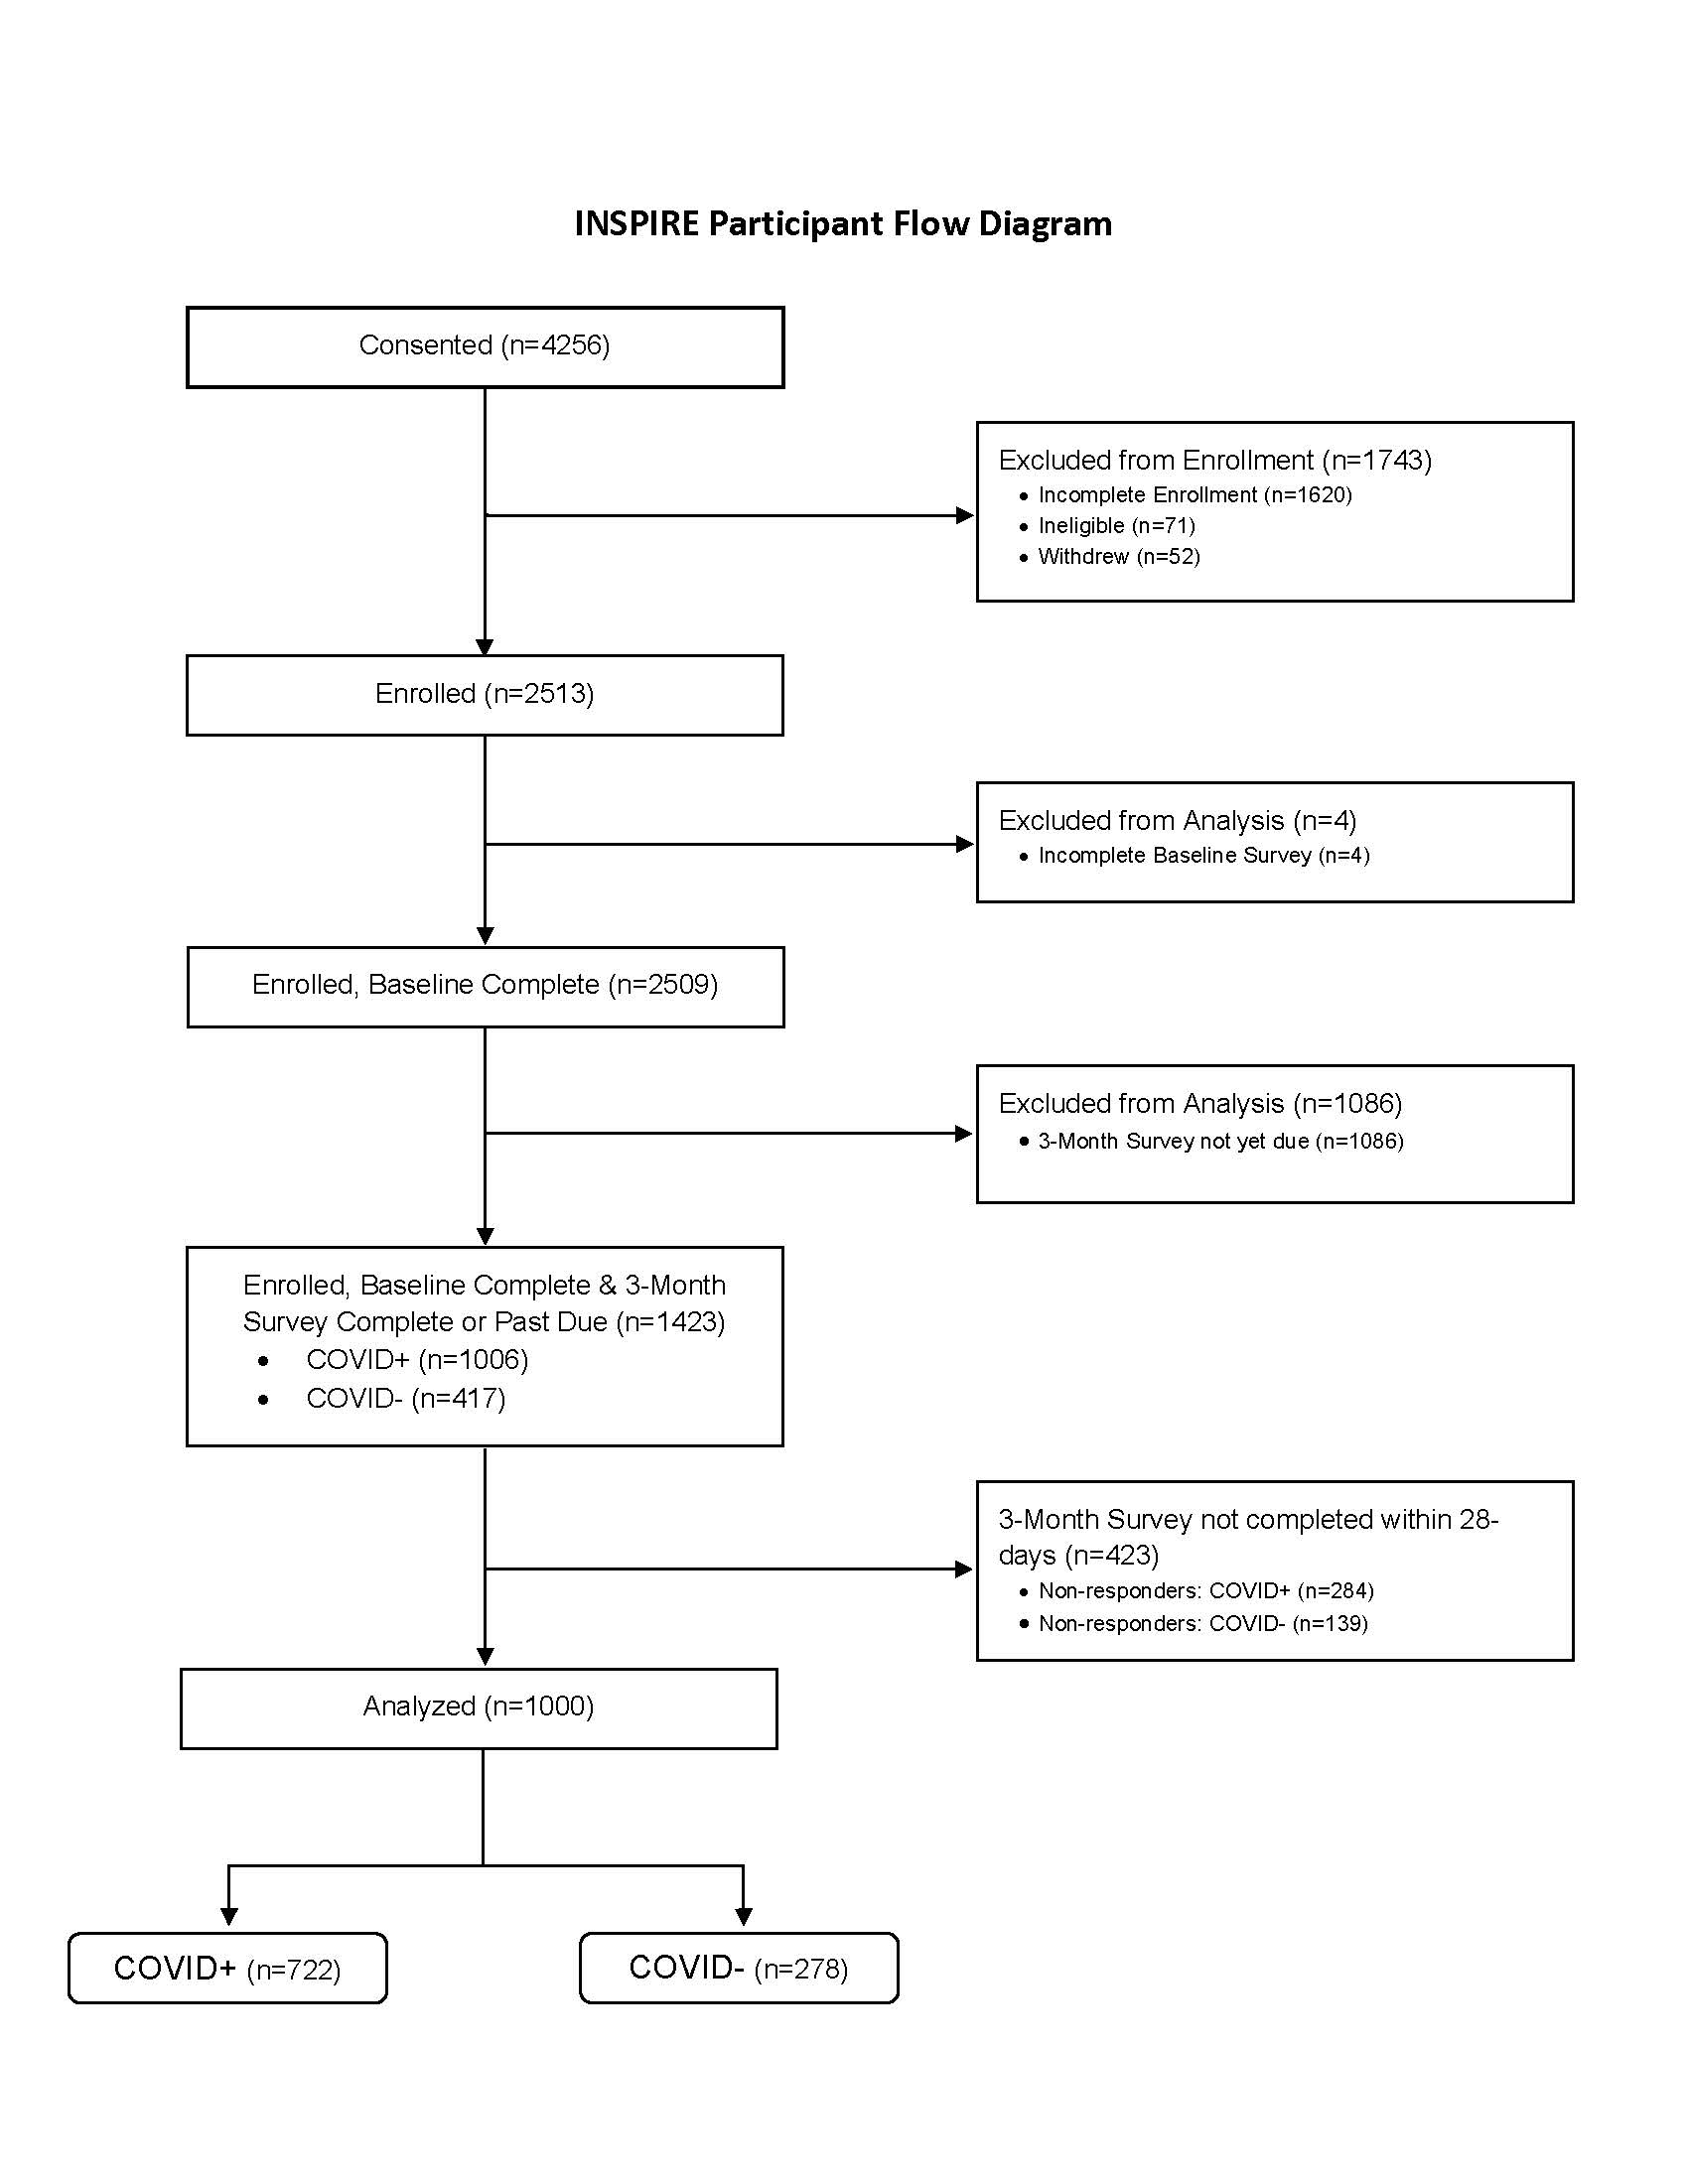 INSPIRE Participant Flow Diagram
Consented (n=4256)
Excluded from Enrollment (n=1743)
• Incomplete Enrollment (n=1620)
• Ineligible (n=71)
• Withdrew (n=52)
Enrolled (n=2513)
Excluded from Analysis (n=4)
• Incomplete Baseline Survey (n=4)
Enrolled, Baseline Complete (n=2509)
Excluded from Analysis (n=1086)
• 3-Month Survey not yet due (n=1086)
Enrolled, Baseline Complete & 3-Month
Survey Complete or Past Due (n=1423)
• COVID+ (n=1006)
• COVID- (n=417)
3-Month Survey not completed within 28-
days (n=423)
• Non-responders: COVID+ (n=284)
• Non-responders: COVID- (n=139)
Analyzed (n=1000)
COVID+ (n=722)
COVID- (n=278)